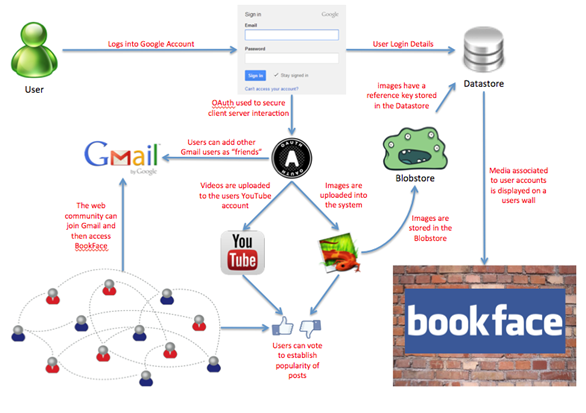 Sign in Google
Email
Password
Sign in
Stay signed in
Can't access your account?
Logs into Google Account
User Login Details
User
Datastore
OAuth used to secure
client server interaction
images have a
reference key stored
in the Datastore
Users can add other
Gmail users as "friends"
Gmail
by Google
OAUTH
A
OAUTH
Blobstore
Videos are uploaded
to the users YouTube
account
Images are
uploaded into
the system
Media associated
to user accounts
is displayed on a
users wall
The web
community can
join Gmail and
then access
BookFace
Images are
stored in the
Blobstore
You
Tube
bookface
Users can vote
to establish
popularity of
posts